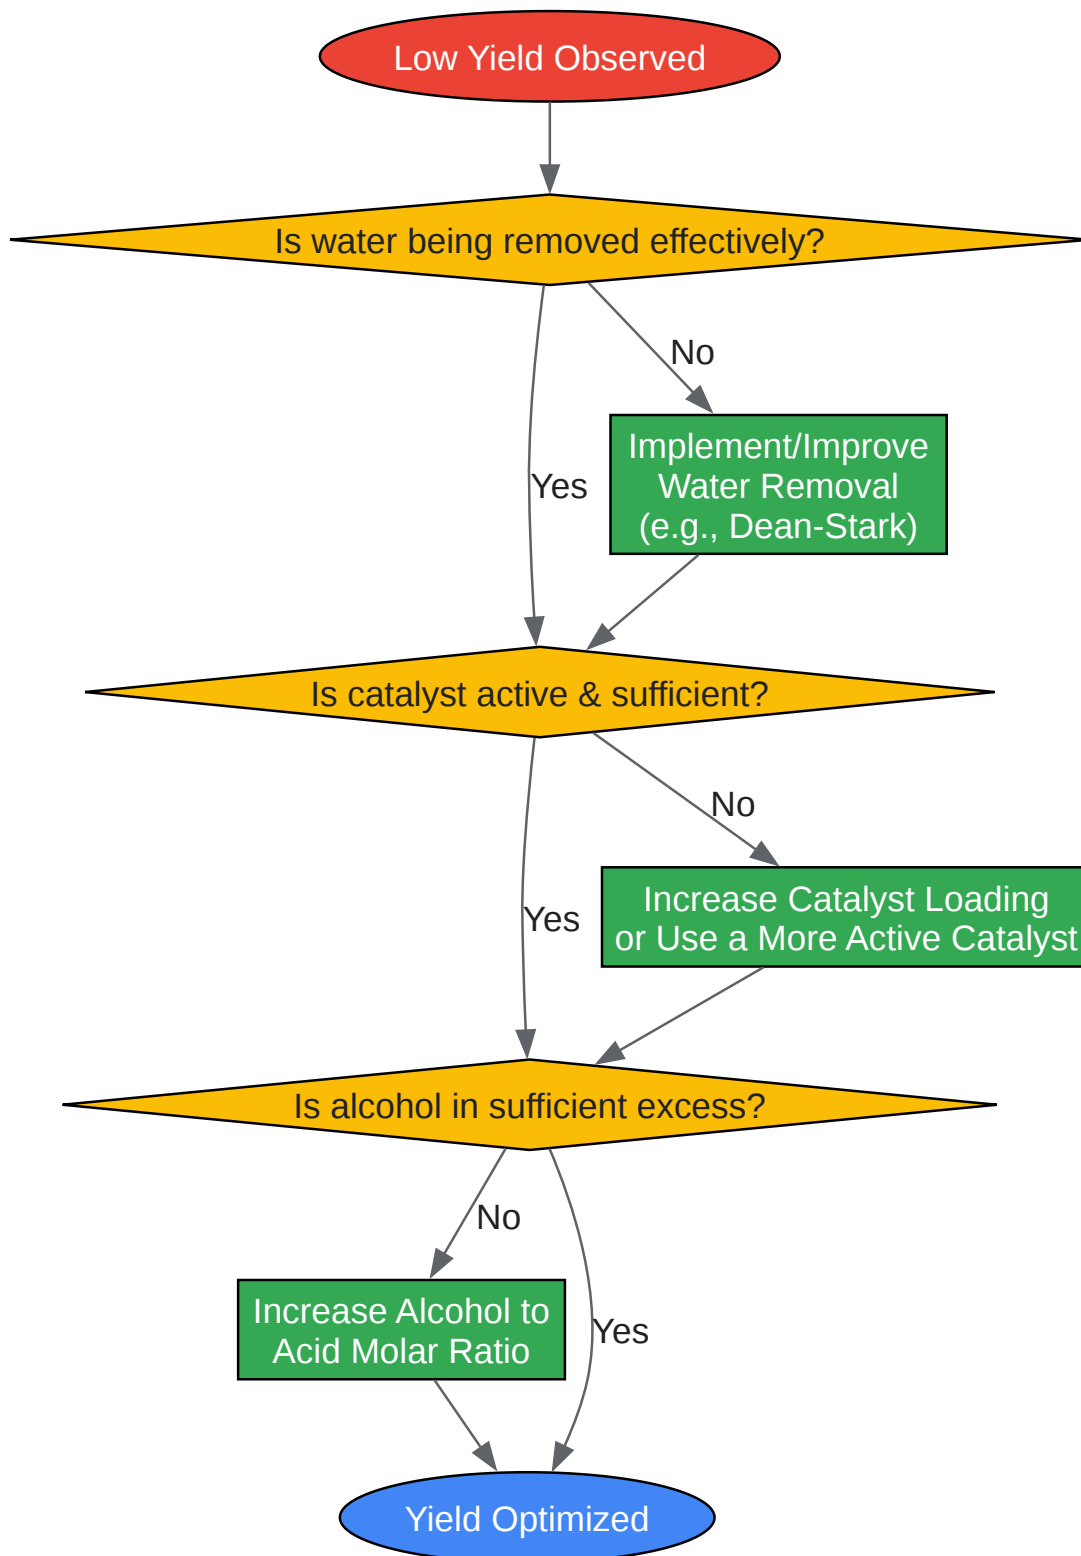 Low Yield Observed
Is water being removed effectively?
No
Implement/Improve
Water Removal
(e.g., Dean-Stark)
Yes
Is catalyst active & sufficient?
No
Increase Catalyst Loading
or Use a More Active Catalyst
Yes
Is alcohol in sufficient excess?
No
Increase Alcohol to
Acid Molar Ratio
Yes
Yield Optimized